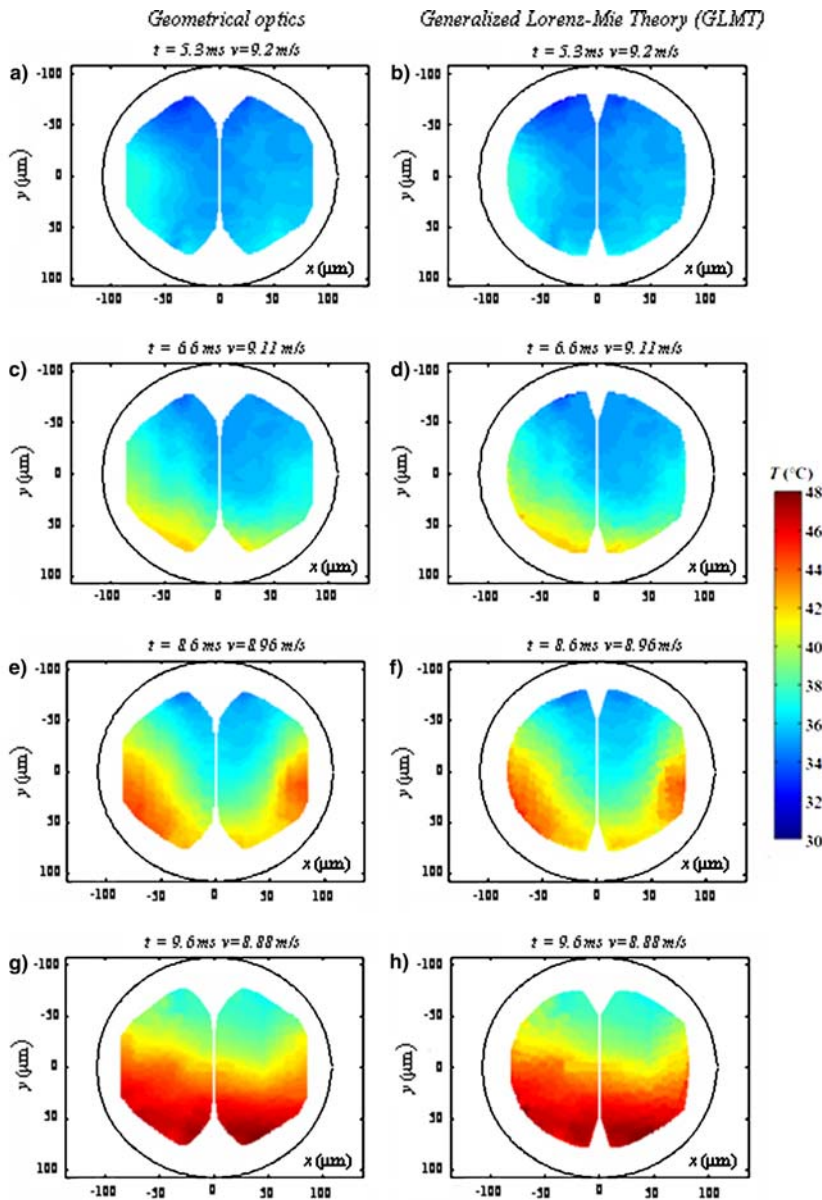 Geometrical optics
Generalized Lorenz-Mie Theory (GLMT)
t = 5.3 ms v=9.2 m/s
t = 5.3 ms v=9.2 m/s
a)
-100
-50
0
50
100
y (µm)
x (µm)
-100 -50 0 50 100
b)
-100
-50
0
50
100
y (µm)
x (µm)
-100 -50 0 50 100
t = 6.6 ms v=9.11 m/s
t = 6.6 ms v=9.11 m/s
c)
-100
-50
0
50
100
y (µm)
x (µm)
-100 -50 0 50 100
d)
-100
-50
0
50
100
y (µm)
x (µm)
-100 -50 0 50 100
T (°C)
48
46
44
42
40
38
36
34
32
30
t = 8.6 ms v=8.96 m/s
t = 8.6 ms v=8.96 m/s
e)
-100
-50
0
50
100
y (µm)
x (µm)
-100 -50 0 50 100
f)
-100
-50
0
50
100
y (µm)
x (µm)
-100 -50 0 50 100
t = 9.6 ms v=8.88 m/s
t = 9.6 ms v=8.88 m/s
g)
-100
-50
0
50
100
y (µm)
x (µm)
-100 -50 0 50 100
h)
-100
-50
0
50
100
y (µm)
x (µm)
-100 -50 0 50 100